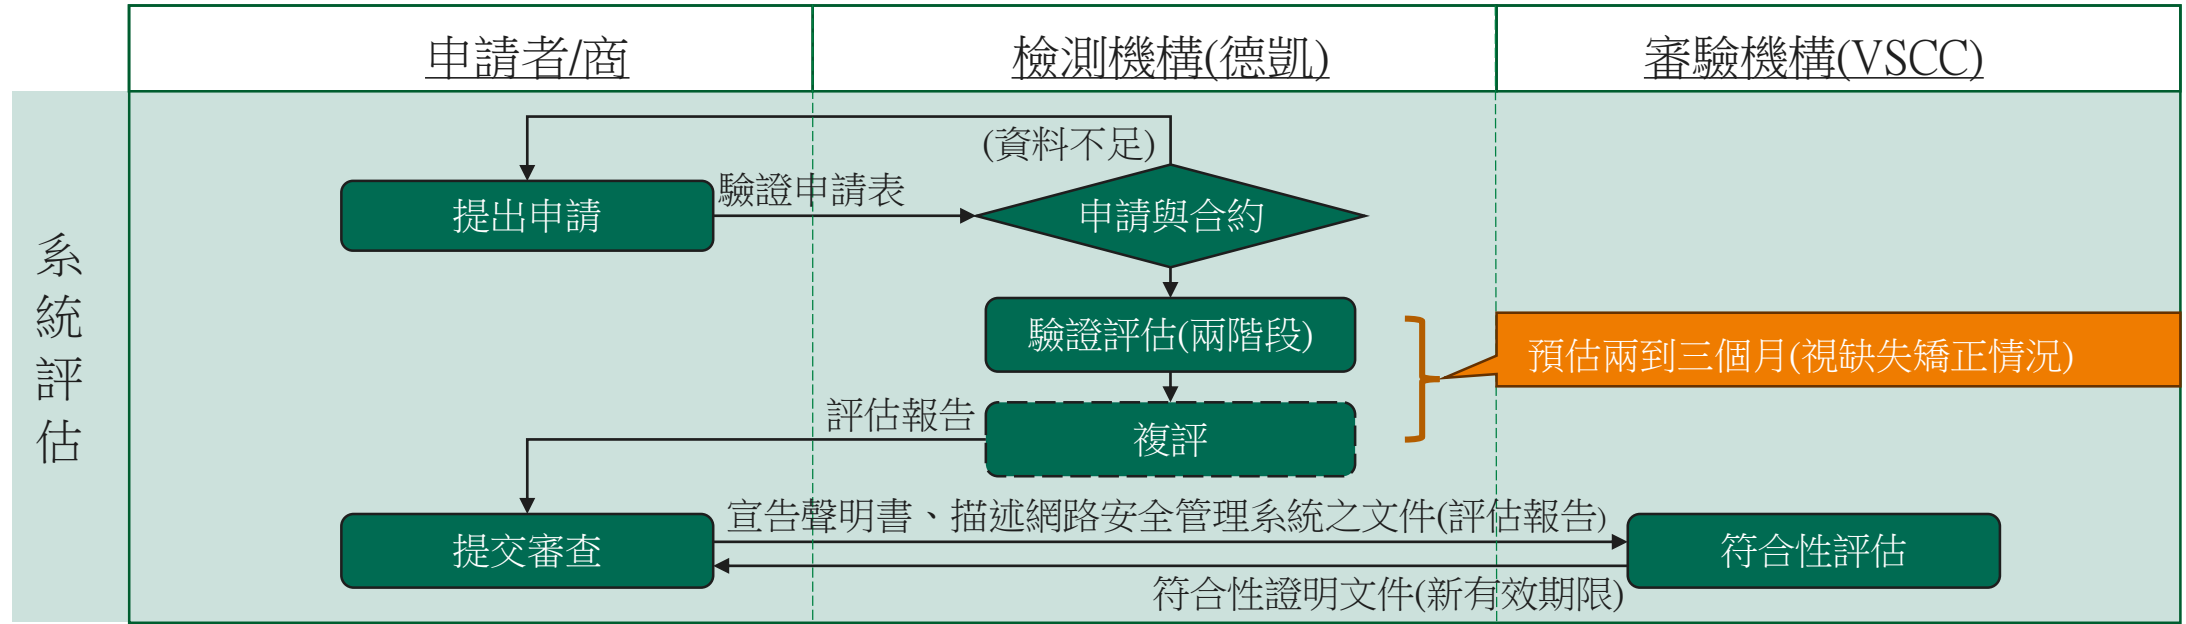 申請者/商
檢測機構(德凱)
審驗機構(VSCC)
系統評估
(資料不足)
提出申請
驗證申請表
申請與合約
驗證評估(兩階段)
預估兩到三個月(視缺失矯正情況)
評估報告
複評
宣告聲明書、描述網路安全管理系統之文件(評估報告)
提交審查
符合性評估
符合性證明文件(新有效期限)